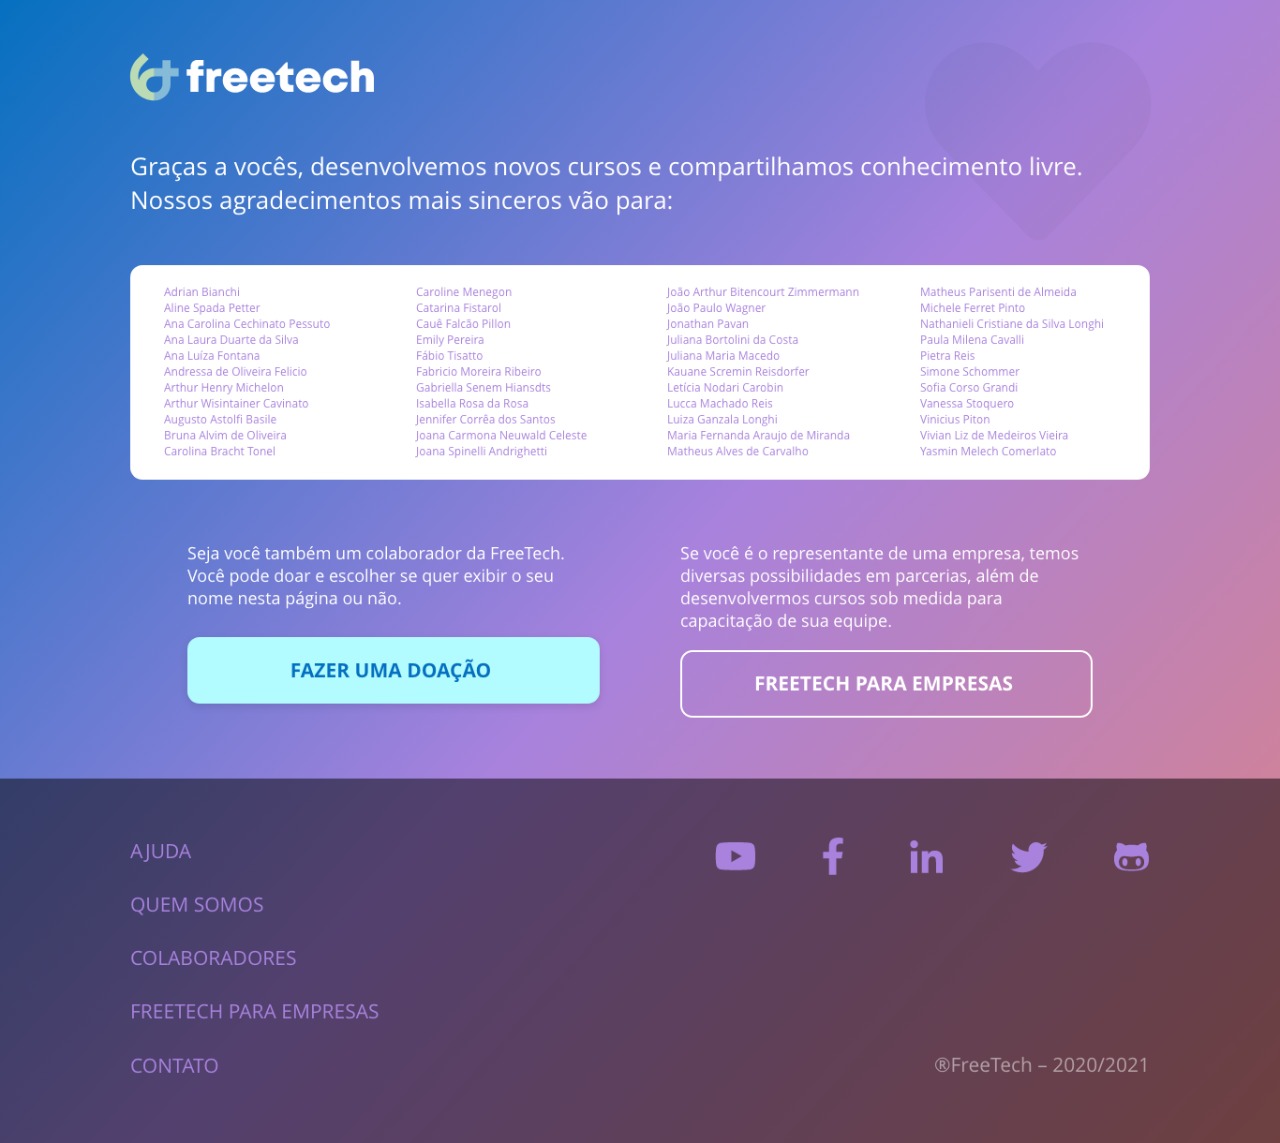 freetech
Graças a vocês, desenvolvemos novos cursos e compartilhamos conhecimento livre.
Nossos agradecimentos mais sinceros vão para:
Adrian Bianchi
Aline Spada Petter
Ana Carolina Cechinato Pessuto
Ana Laura Duarte da Silva
Ana Luíza Fontana
Andressa de Oliveira Felicio
Arthur Henry Michelon
Arthur Wisintainer Cavinato
Augusto Astolfi Basile
Bruna Alvim de Oliveira
Carolina Bracht Tonel
Caroline Menegon
Catarina Fistarol
Cauê Falcão Pillon
Emily Pereira
Fábio Tisatto
Fabricio Moreira Ribeiro
Gabriella Senem Hiansdts
Isabella Rosa da Rosa
Jennifer Corrêa dos Santos
Joana Carmona Neuwald Celeste
Joana Spinelli Andrighetti
João Arthur Bitencourt Zimmermann
João Paulo Wagner
Jonathan Pavan
Juliana Bortolini da Costa
Juliana Maria Macedo
Kauane Scremin Reisdorfer
Letícia Nodari Carobin
Lucca Machado Reis
Luiza Ganzala Longhi
Maria Fernanda Araujo de Miranda
Matheus Alves de Carvalho
Matheus Parisenti de Almeida
Michele Ferret Pinto
Nathanieli Cristiane da Silva Longhi
Paula Milena Cavalli
Pietra Reis
Simone Schommer
Sofia Corso Grandi
Vanessa Stoquero
Vinicius Piton
Vivian Liz de Medeiros Vieira
Yasmin Melech Comerlato
Seja você também um colaborador da FreeTech.
Você pode doar e escolher se quer exibir o seu
nome nesta página ou não.
FAZER UMA DOAÇÃO
Se você é o representante de uma empresa, temos
diversas possibilidades em parcerias, além de
desenvolvermos cursos sob medida para
capacitação de sua equipe.
FREETECH PARA EMPRESAS
AJUDA
QUEM SOMOS
COLABORADORES
FREETECH PARA EMPRESAS
CONTATO
®FreeTech – 2020/2021